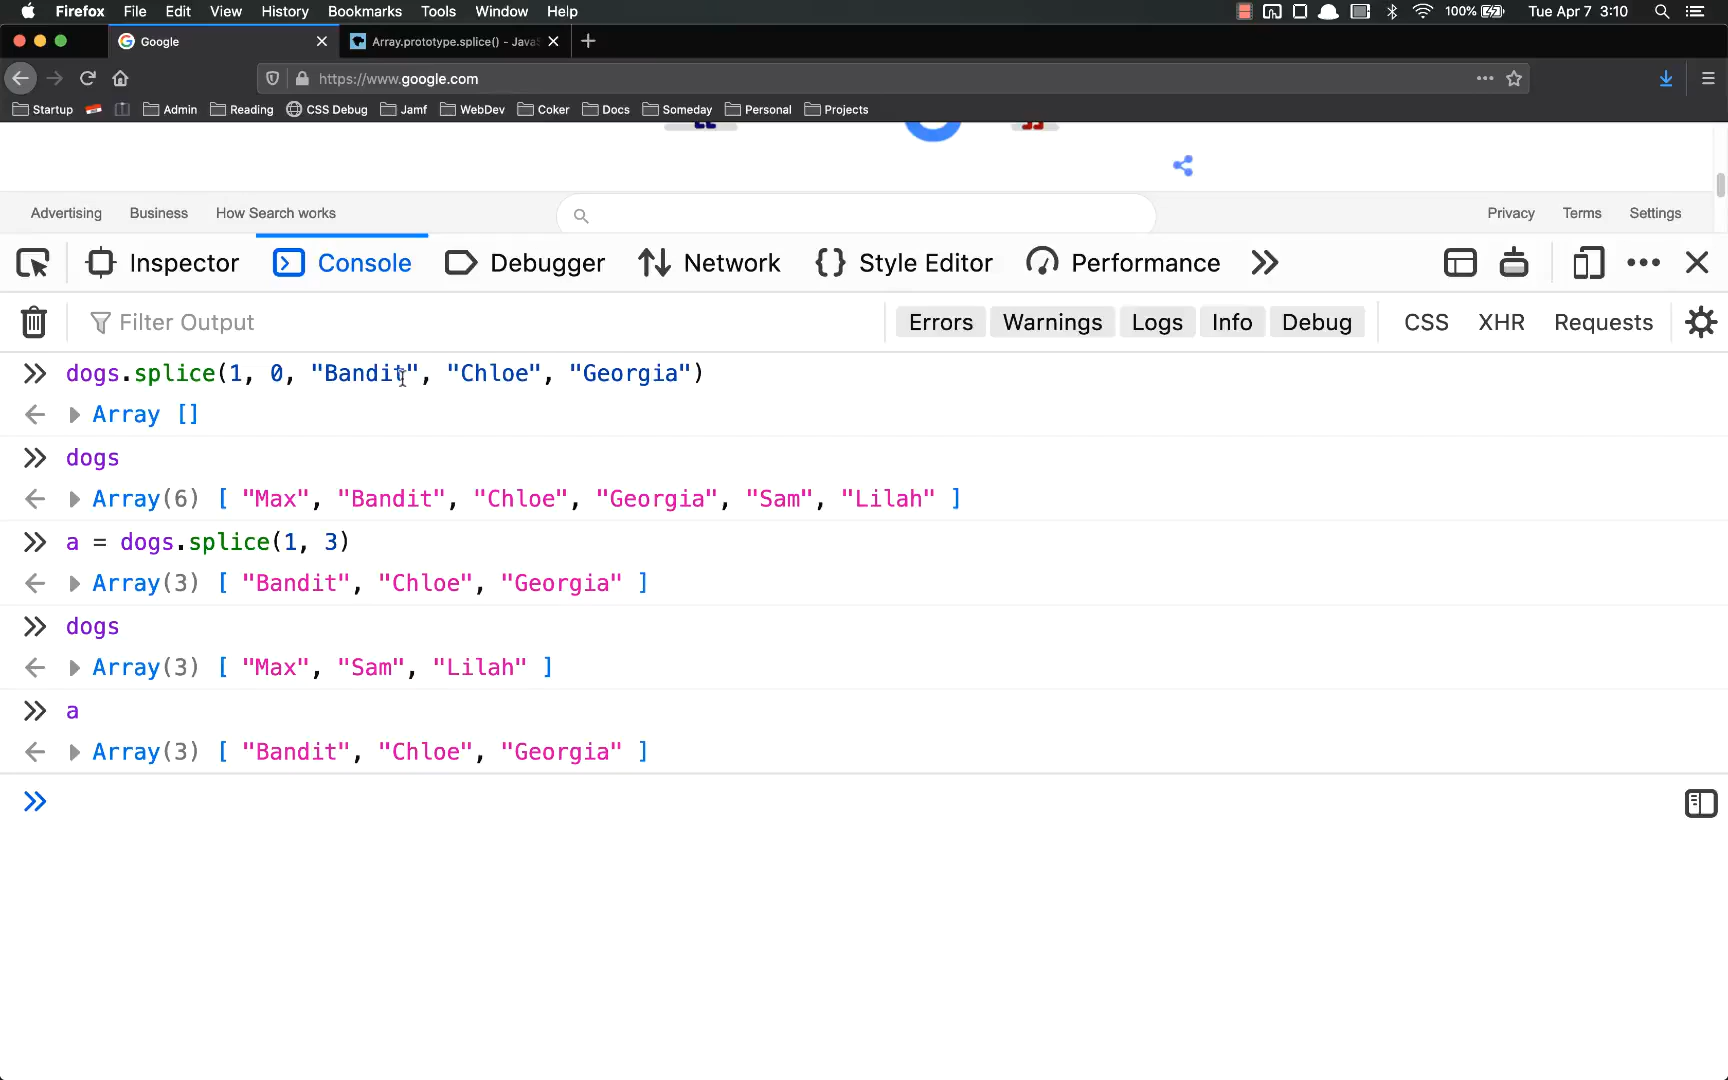 Firefox File Edit View History Bookmarks Tools Window Help 100% Tue Apr 7 3:10
Google Array.prototype.splice() - Java
https://www.google.com
Startup Admin Reading CSS Debug Jamf WebDev Coker Docs Someday Personal Projects
Advertising Business How Search works Privacy Terms Settings
Inspector Console Debugger Network {} Style Editor Performance
Filter Output Errors Warnings Logs Info Debug CSS XHR Requests
dogs.splice(1, 0, "Bandit", "Chloe", "Georgia")
Array []
dogs
Array(6) [ "Max", "Bandit", "Chloe", "Georgia", "Sam", "Lilah" ]
a = dogs.splice(1, 3)
Array(3) [ "Bandit", "Chloe", "Georgia" ]
dogs
Array(3) [ "Max", "Sam", "Lilah" ]
a
Array(3) [ "Bandit", "Chloe", "Georgia" ]